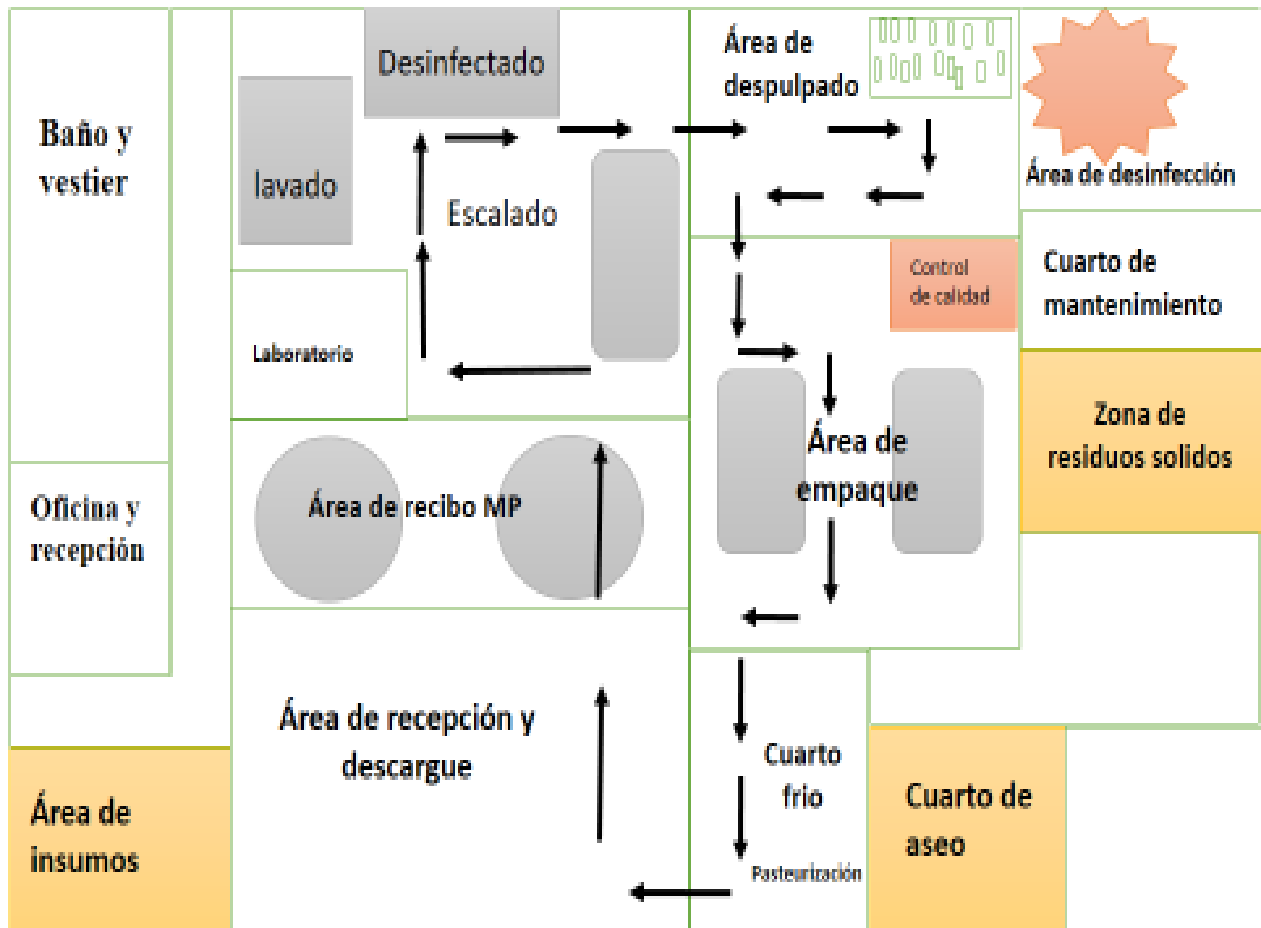 Baño y
vestier
Desinfectado
lavado
Escalado
Área de
despulpado
Área de desinfección
Control
de calidad
Cuarto de
mantenimiento
Laboratorio
Zona de
residuos solidos
Oficina y
recepción
Área de recibo MP
Área de
empaque
Área de recepción y
descargue
Cuarto
frio
Pasteurización
Área de
insumos
Cuarto de
aseo